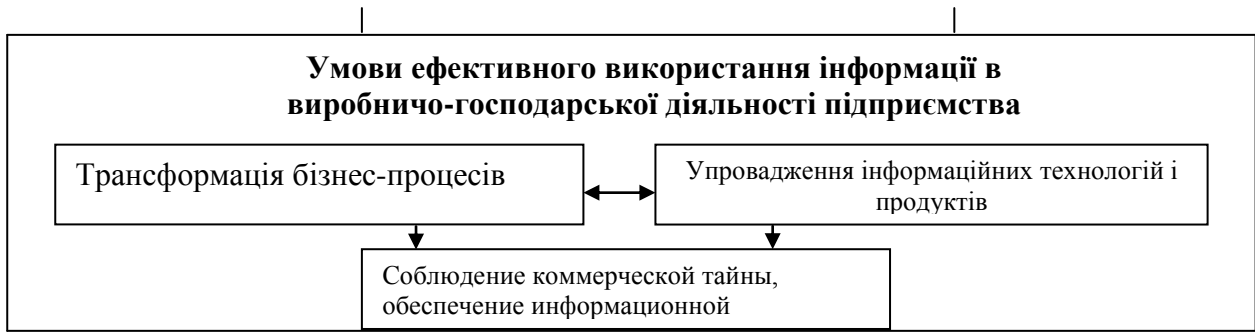 Умови ефективного використання інформації в
виробничо-господарської діяльності підприємства
Трансформація бізнес-процесів
Упровадження інформаційних технологій і
продуктів
Соблюдение коммерческой тайны,
обеспечение информационной